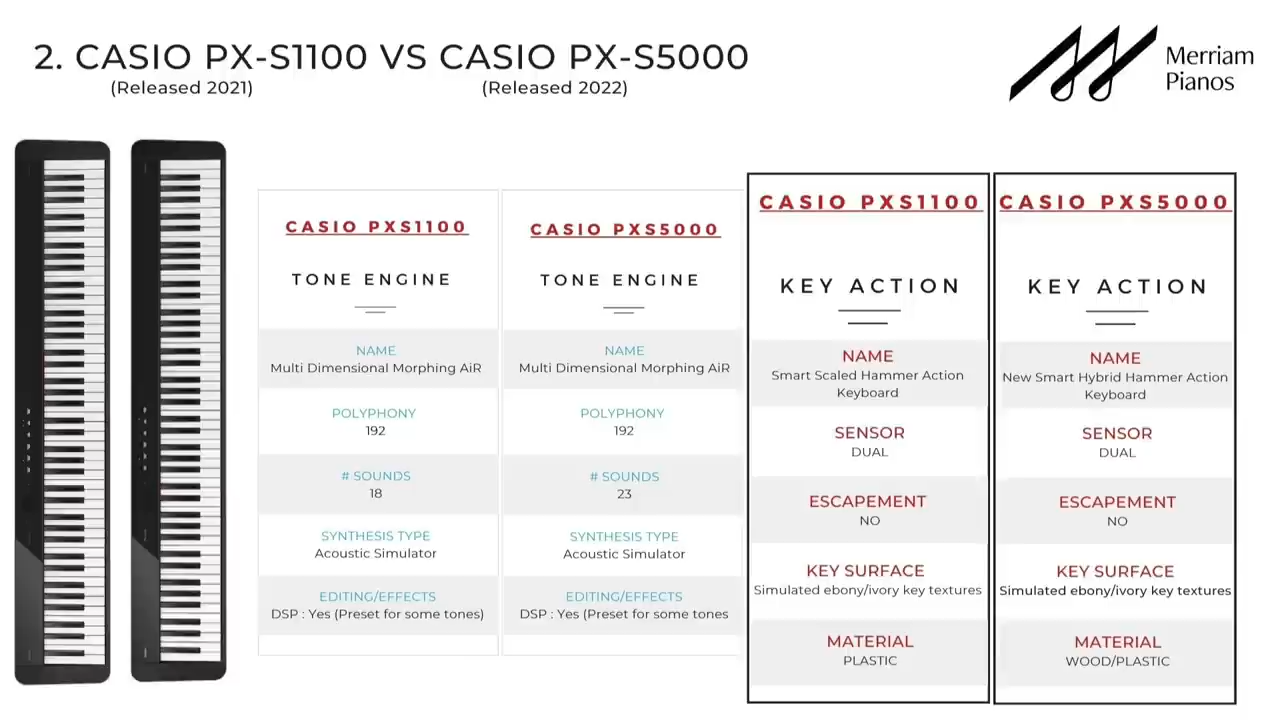 2. CASIO PX-S1100 VS CASIO PX-S5000
(Released 2021)
(Released 2022)
Merriam
Pianos
CASIO PXS1100
TONE ENGINE
NAME
Multi Dimensional Morphing AiR
POLYPHONY
192
# SOUNDS
18
SYNTHESIS TYPE
Acoustic Simulator
EDITING/EFFECTS
DSP : Yes (Preset for some tones)
CASIO PXS5000
TONE ENGINE
NAME
Multi Dimensional Morphing AiR
POLYPHONY
192
# SOUNDS
23
SYNTHESIS TYPE
Acoustic Simulator
EDITING/EFFECTS
DSP : Yes (Preset for some tones
CASIO PXS1100
KEY ACTION
NAME
Smart Scaled Hammer Action
Keyboard
SENSOR
DUAL
ESCAPEMENT
NO
KEY SURFACE
Simulated ebony/ivory key textures
MATERIAL
PLASTIC
CASIO PXS5000
KEY ACTION
NAME
New Smart Hybrid Hammer Action
Keyboard
SENSOR
DUAL
ESCAPEMENT
NO
KEY SURFACE
Simulated ebony/ivory key textures
MATERIAL
WOOD/PLASTIC